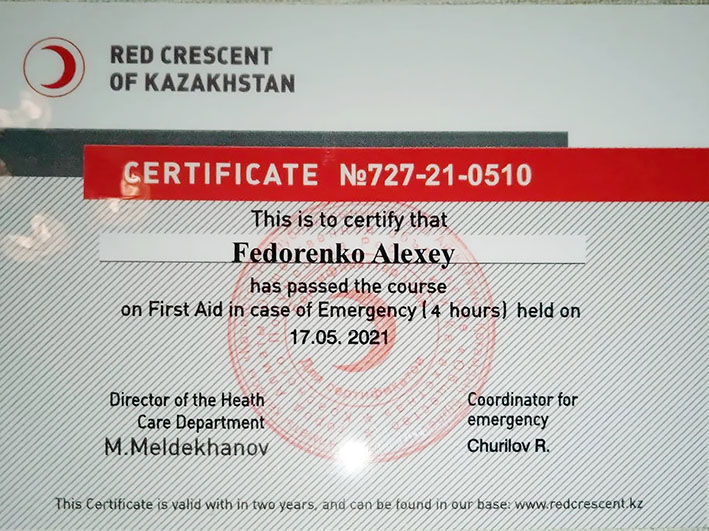 RED CRESCENT
OF KAZAKHSTAN
CERTIFICATE №727-21-0510
This is to certify that
Fedorenko Alexey
has passed the course
on First Aid in case of Emergency (4 hours) held on
17.05. 2021
Для сертификатов
Director of the Heath
Care Department
M.Meldekhanov
Coordinator for
emergency
Churilov R.
This Certificate is valid with in two years, and can be found in our base: www.redcrescent.kz